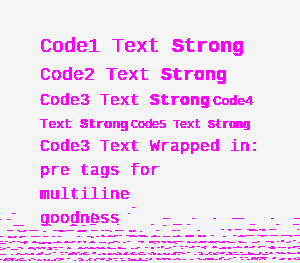 Code1 Text Strong
Code2 Text Strong
Code3 Text Strong Code4
Text Strong Code5 Text Strong
Code3 Text Wrapped in:
pre tags for
multiline
goodness